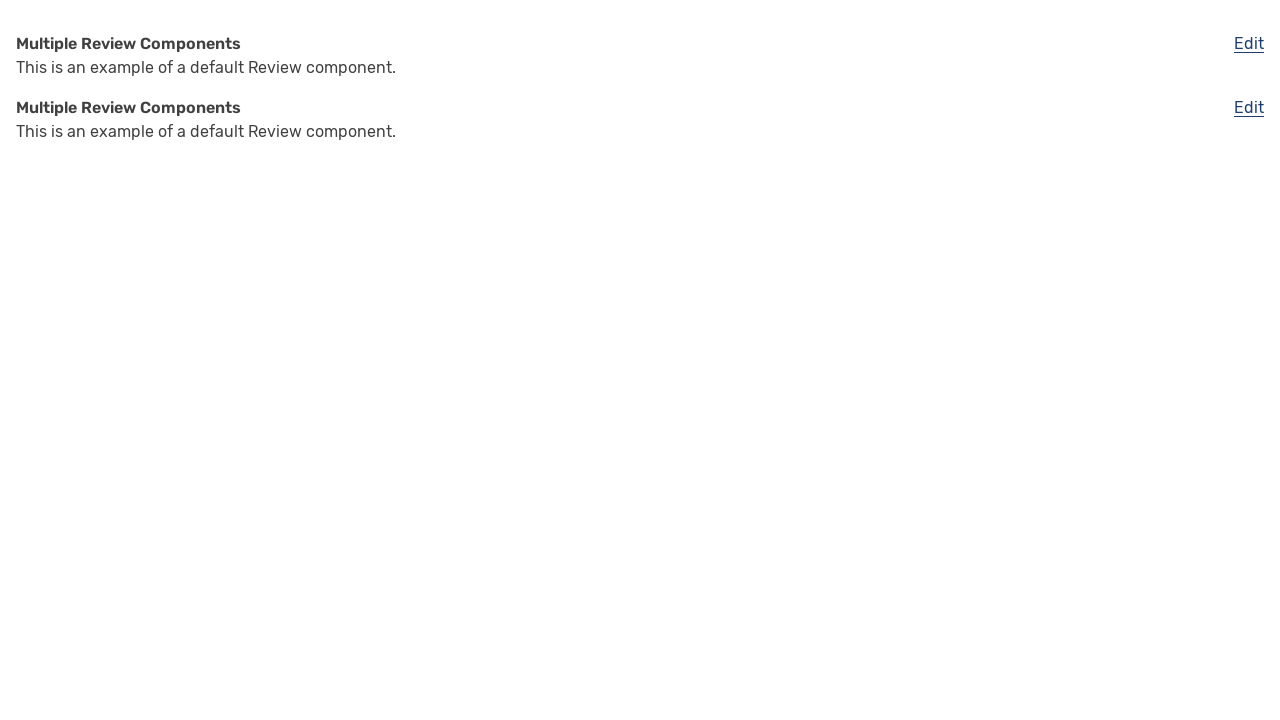 Multiple Review Components
Edit
This is an example of a default Review component.
Multiple Review Components
Edit
This is an example of a default Review component.